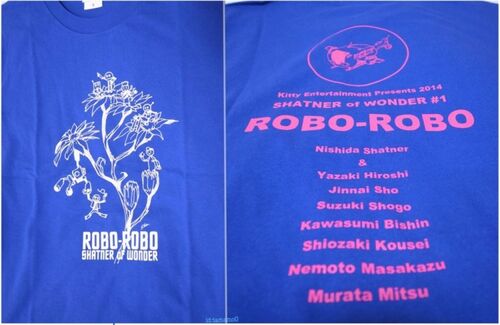 ROBO-ROBO
SHATNER of WONDER
Kitty Entertainment Presents 2014
SHATNER of WONDER #1
ROBO-ROBO
Nishida Shatner
&
Yazaki Hiroshi
Jinnai Sho
Suzuki Shogo
Kawasumi Bishin
Shiozaki Kousei
Nemoto Masakazu
Murata Mitsu